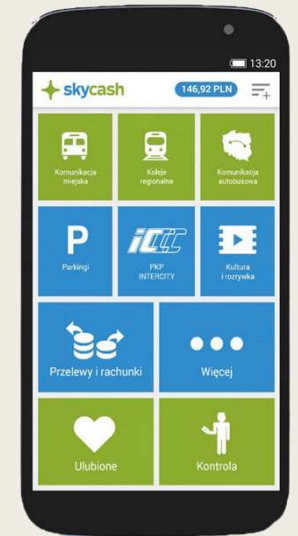 13:20
skycash
146,92 PLN
Komunikacja
miejska
Koleje
regionalne
Komunikacja
autobusowa
P
Parkingi
iC
PKP
INTERCITY
Kultura
i rozrywka
Przelewy i rachunki
Więcej
Ulubione
Kontrola